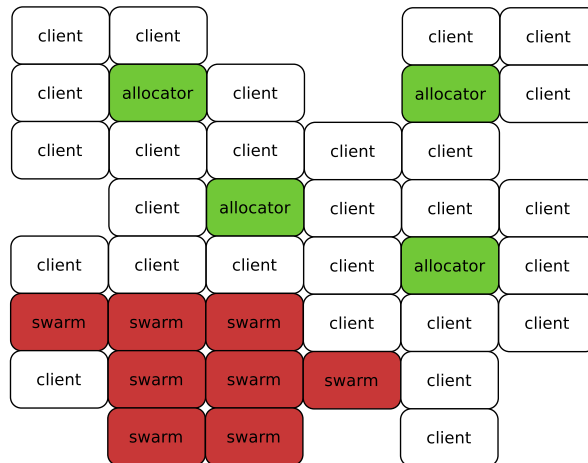 client client client client
client allocator client allocator client
client client client client client
client allocator client client client
client client client client allocator client
swarm swarm swarm client client client
client swarm swarm swarm client
swarm swarm client